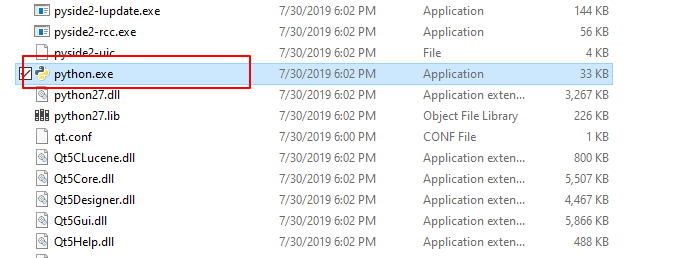 pyside2-lupdate.exe 7/30/2019 6:02 PM Application 144 KB
pyside2-rcc.exe 7/30/2019 6:02 PM Application 56 KB
pyside2-uic 7/30/2019 6:02 PM File 4 KB
python.exe 7/30/2019 6:02 PM Application 33 KB
python27.dll 7/30/2019 6:02 PM Application exten... 3,267 KB
python27.lib 7/30/2019 6:02 PM Object File Library 226 KB
qt.conf 7/30/2019 6:00 PM CONF File 1 KB
Qt5CLucene.dll 7/30/2019 6:02 PM Application exten... 800 KB
Qt5Core.dll 7/30/2019 6:02 PM Application exten... 5,507 KB
Qt5Designer.dll 7/30/2019 6:02 PM Application exten... 4,467 KB
Qt5Gui.dll 7/30/2019 6:02 PM Application exten... 5,866 KB
Qt5Help.dll 7/30/2019 6:02 PM Application exten... 488 KB